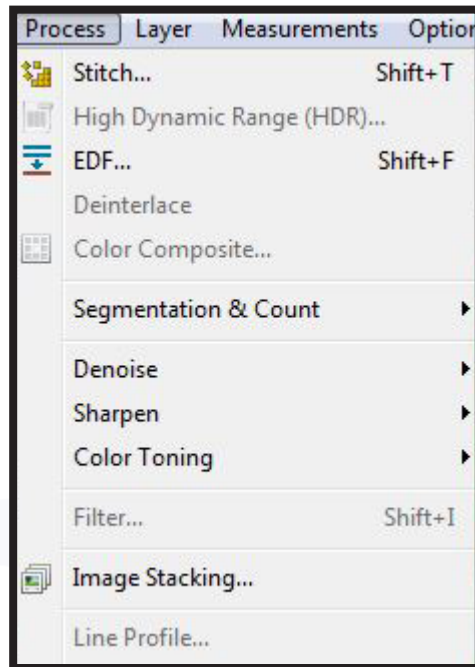 Process Layer Measurements Option
Stitch... Shift+T
High Dynamic Range (HDR)...
EDF... Shift+F
Deinterlace
Color Composite...
Segmentation & Count
Denoise
Sharpen
Color Toning
Filter... Shift+I
Image Stacking...
Line Profile...